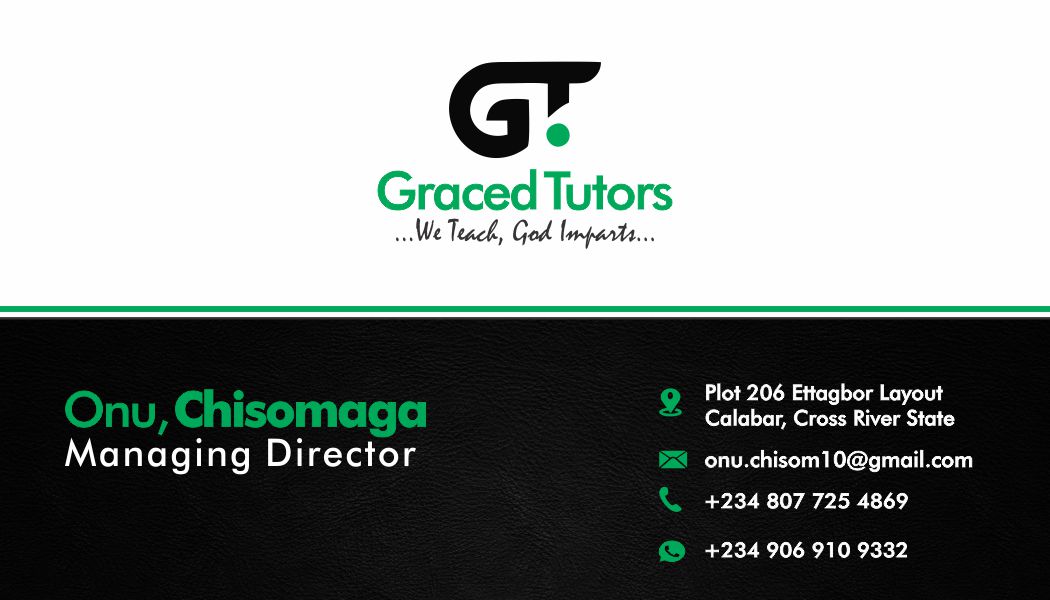 GT
Graced Tutors
...We Teach, God Imparts...
Onu, Chisomaga
Managing Director
Plot 206 Ettagbor Layout
Calabar, Cross River State
onu.chisom10@gmail.com
+234 807 725 4869
+234 906 910 9332